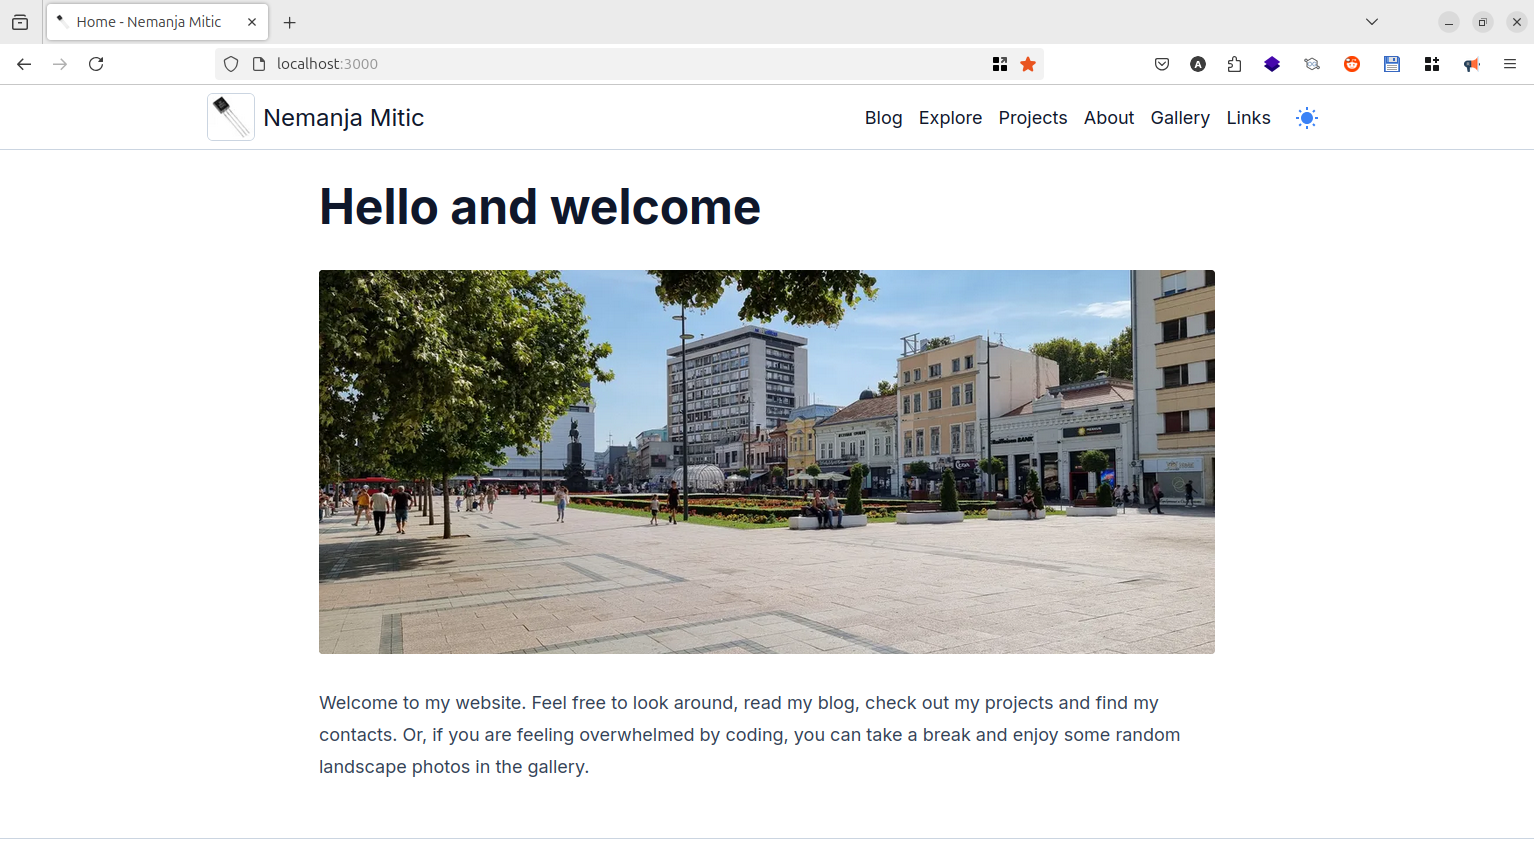 Home - Nemanja Mitic
localhost:3000
Nemanja Mitic
Blog Explore Projects About Gallery Links
Hello and welcome
BANK
Welcome to my website. Feel free to look around, read my blog, check out my projects and find my
contacts. Or, if you are feeling overwhelmed by coding, you can take a break and enjoy some random
landscape photos in the gallery.